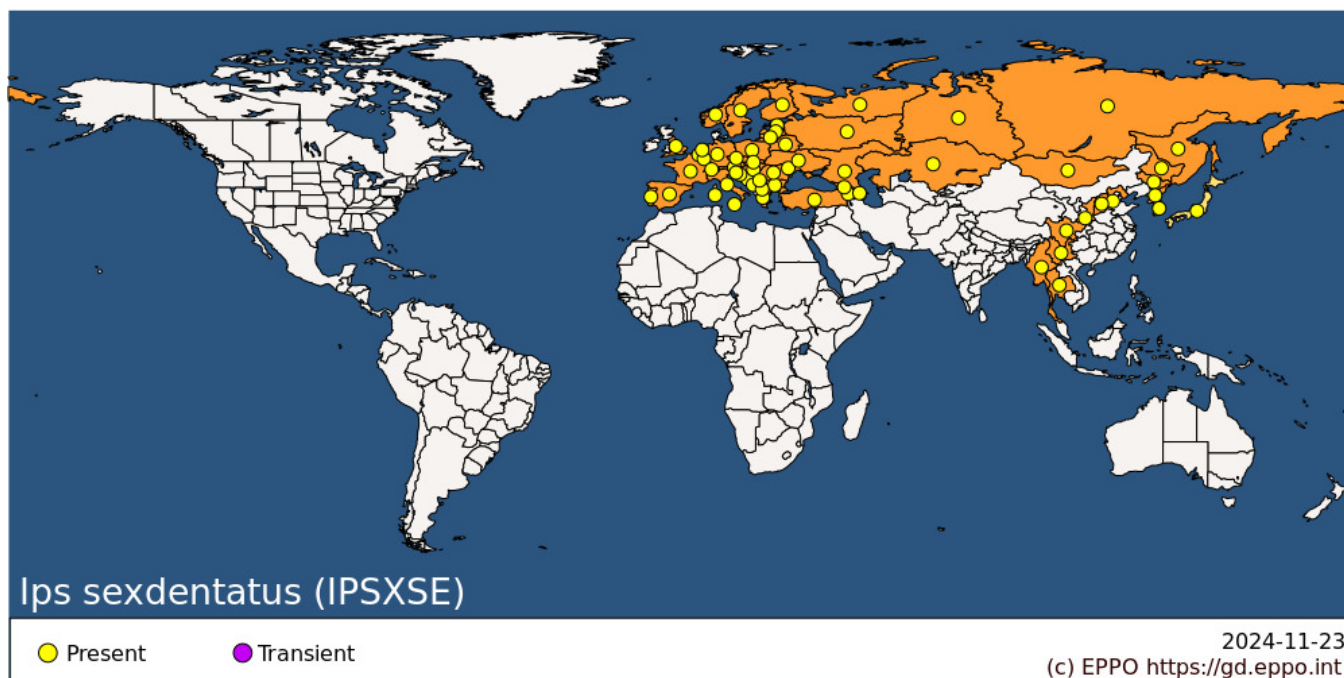 Ips sexdentatus (IPSXSE)
Present
Transient
2024-11-23
(c) EPPO https://gd.eppo.int